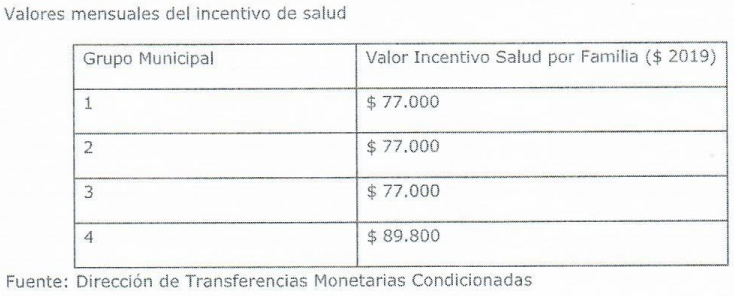 Valores mensuales del incentivo de salud
Grupo Municipal Valor Incentivo Salud por Familia ($ 2019)
1 $ 77.000
2 $ 77.000
3 $ 77.000
4 $ 89.800
Fuente: Dirección de Transferencias Monetarias Condicionadas